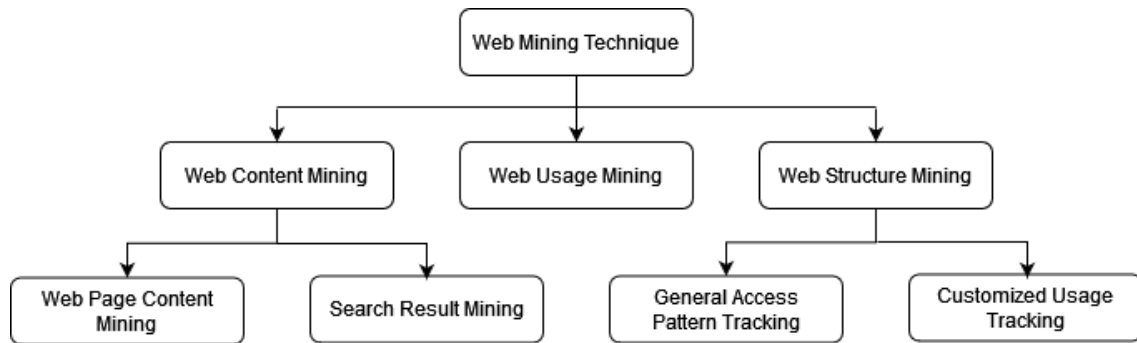 Web Mining Technique
Web Content Mining
Web Usage Mining
Web Structure Mining
Web Page Content
Mining
Search Result Mining
General Access
Pattern Tracking
Customized Usage
Tracking